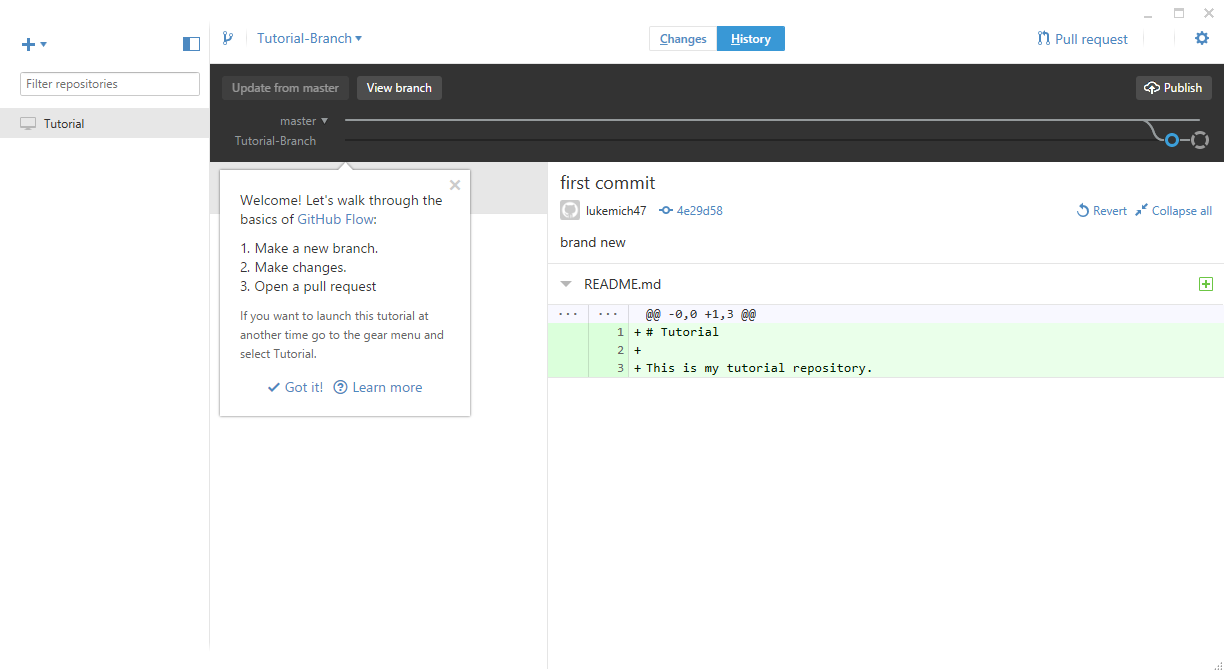 Tutorial-Branch
Changes
History
Pull request
Filter repositories
Tutorial
Update from master
View branch
Publish
master
Tutorial-Branch
Welcome! Let's walk through the
basics of GitHub Flow:
1. Make a new branch.
2. Make changes.
3. Open a pull request
If you want to launch this tutorial at
another time go to the gear menu and
select Tutorial.
Got it!
Learn more
first commit
lukemich47
4e29d58
Revert
Collapse all
brand new
README.md
··· ··· @@ -0,0 +1,3 @@
1 + # Tutorial
2 +
3 + This is my tutorial repository.